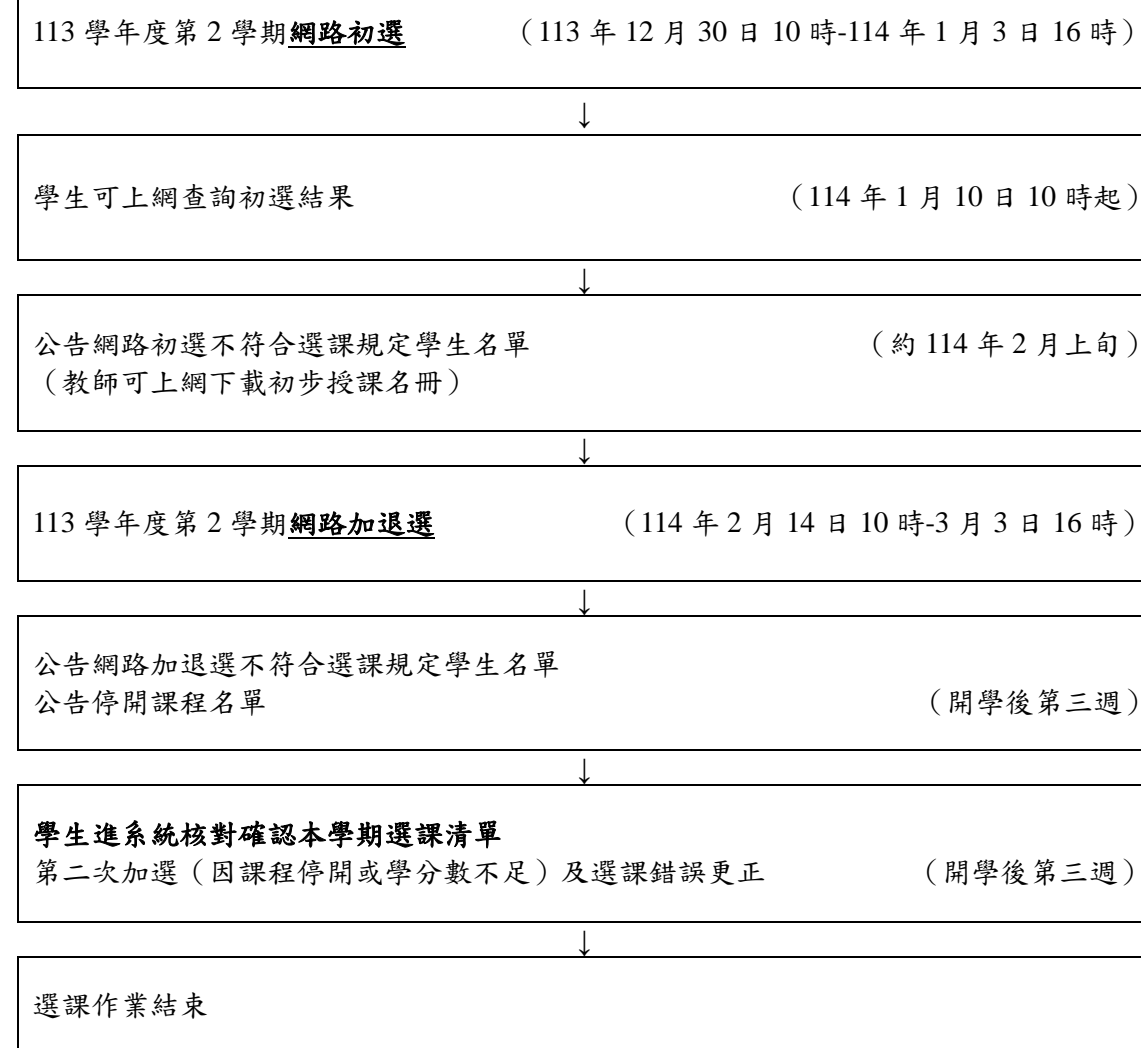 113 學年度第 2 學期網路初選 （113 年 12 月 30 日 10 時-114 年 1 月 3 日 16 時）
↓
學生可上網查詢初選結果 （114 年 1 月 10 日 10 時起）
↓
公告網路初選不符合選課規定學生名單 （約 114 年 2 月上旬）
（教師可上網下載初步授課名冊）
↓
113 學年度第 2 學期網路加退選 （114 年 2 月 14 日 10 時-3 月 3 日 16 時）
↓
公告網路加退選不符合選課規定學生名單
公告停開課程名單 （開學後第三週）
↓
學生進系統核對確認本學期選課清單
第二次加選（因課程停開或學分數不足）及選課錯誤更正 （開學後第三週）
↓
選課作業結束